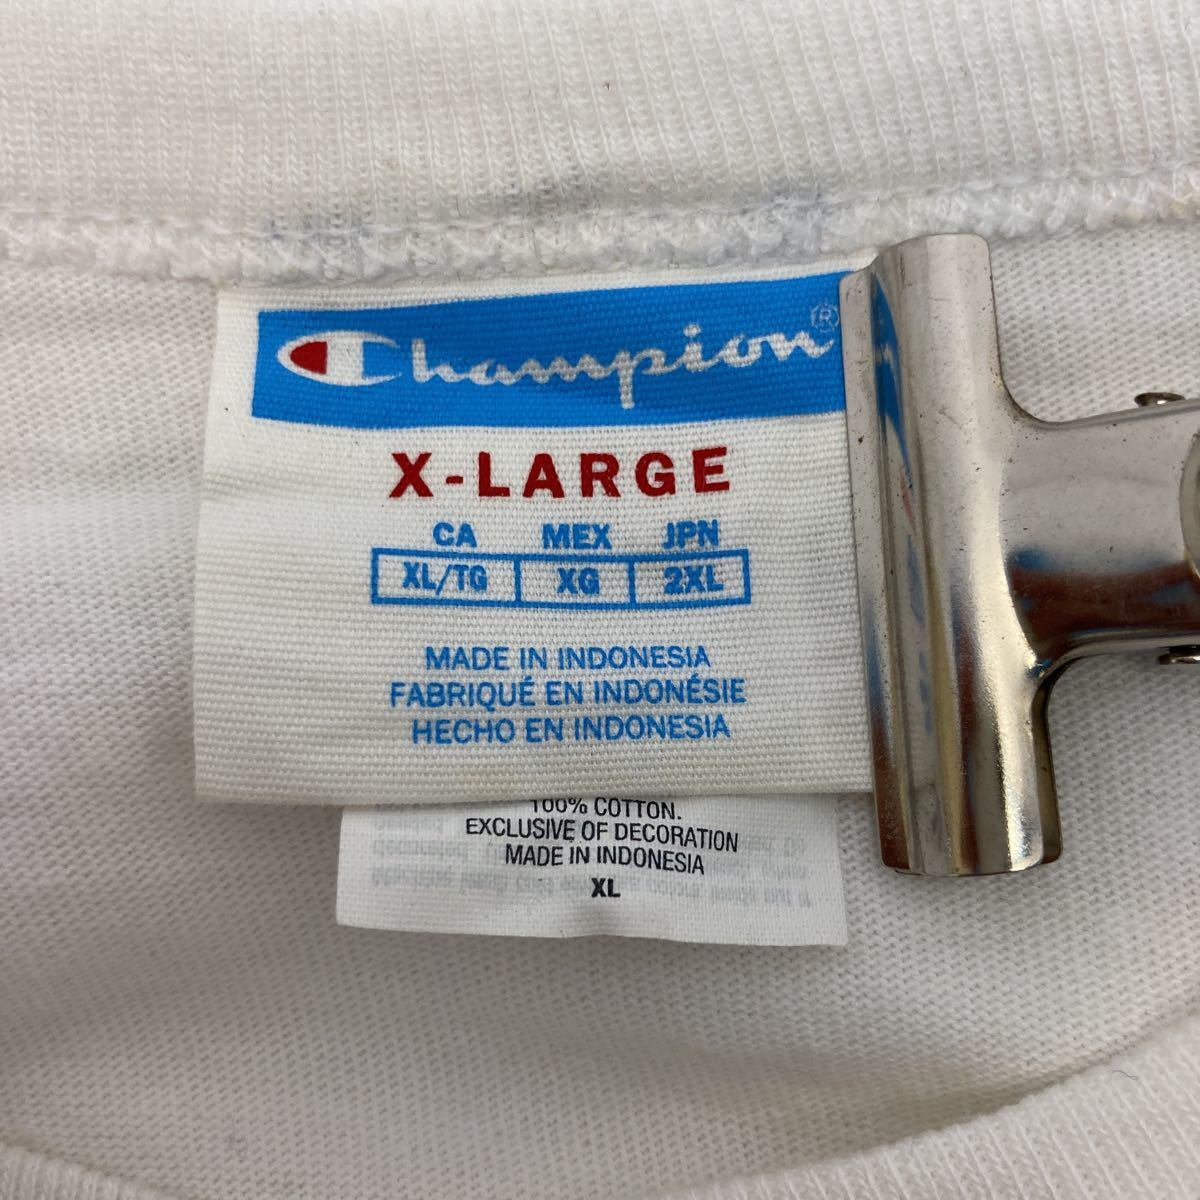 Champion®
X-LARGE
CA MEX JPN
XL/TG XG 2XL
MADE IN INDONESIA
FABRIQUÉ EN INDONÉSIE
HECHO EN INDONESIA
100% COTTON.
EXCLUSIVE OF DECORATION
MADE IN INDONESIA
XL